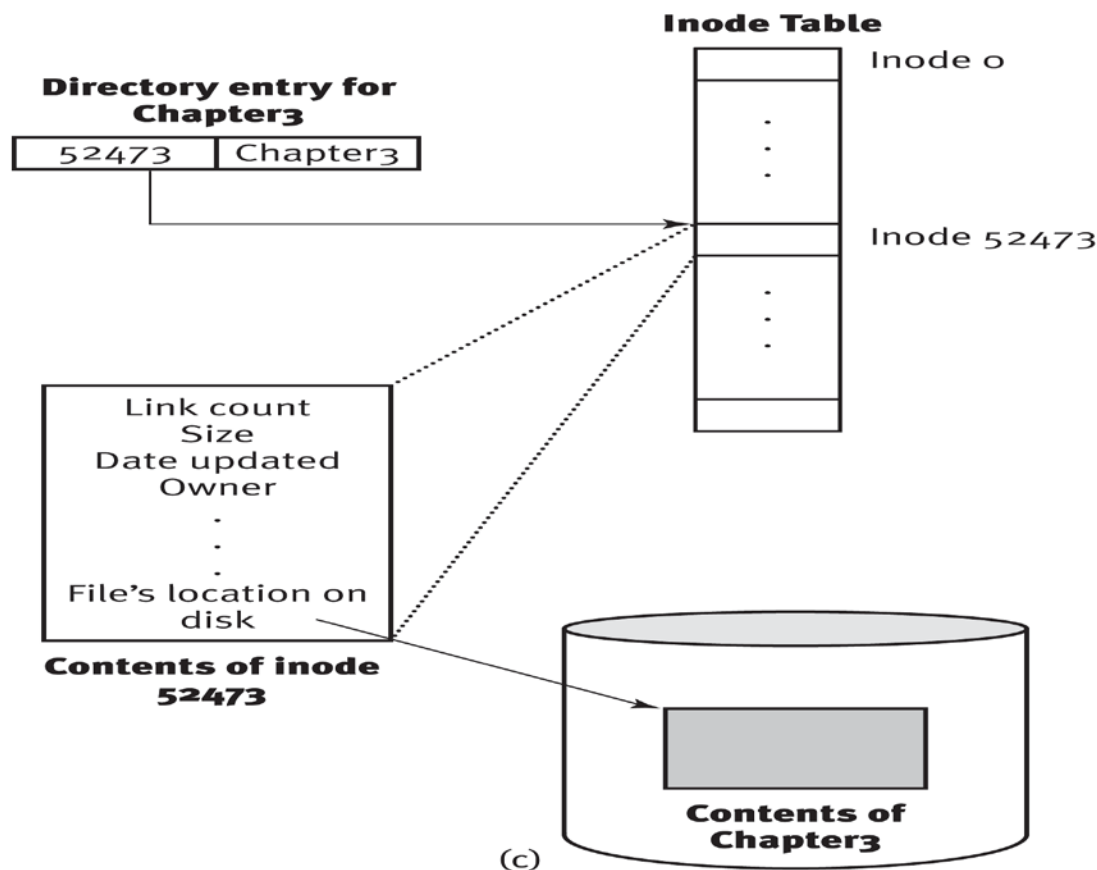 Inode Table
Inode 0
Directory entry for
Chapter3
52473 Chapter3
Inode 52473
Link count
Size
Date updated
Owner
File's location on
disk
Contents of inode
52473
Contents of
Chapter3
(c)